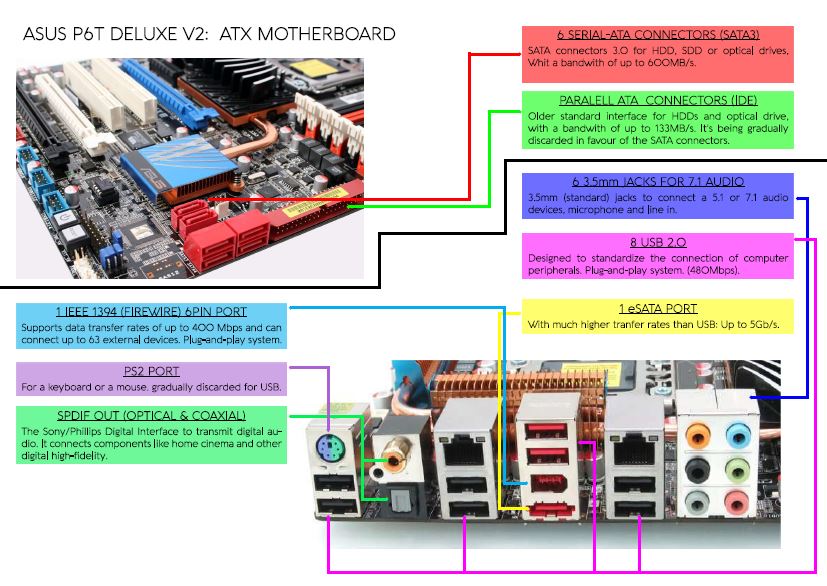 ASUS P6T DELUXE V2: ATX MOTHERBOARD
6 SERIAL-ATA CONNECTORS (SATA3)
SATA connectors 3.0 for HDD, SDD or optical drives,
Whit a bandwith of up to 600MB/s.
PARALELL ATA CONNECTORS (IDE)
Older standard interface for HDDs and optical drive,
with a bandwith of up to 133MB/s. It's being gradually
discarded in favour of the SATA connectors.
6 3.5mm JACKS FOR 7.1 AUDIO
3.5mm (standard) jacks to connect a 5.1 or 7.1 audio
devices, microphone and line in.
8 USB 2.0
Designed to standardize the connection of computer
peripherals. Plug-and-play system. (480Mbps).
1 IEEE 1394 (FIREWIRE) 6PIN PORT
Supports data transfer rates of up to 400 Mbps and can
connect up to 63 external devices. Plug-and-play system.
1 eSATA PORT
With much higher tranfer rates than USB: Up to 5Gb/s.
PS2 PORT
For a keyboard or a mouse. gradually discarded for USB.
SPDIF OUT (OPTICAL & COAXIAL)
The Sony/Phillips Digital Interface to transmit digital au-
dio. It connects components like home cinema and other
digital high-fidelity.